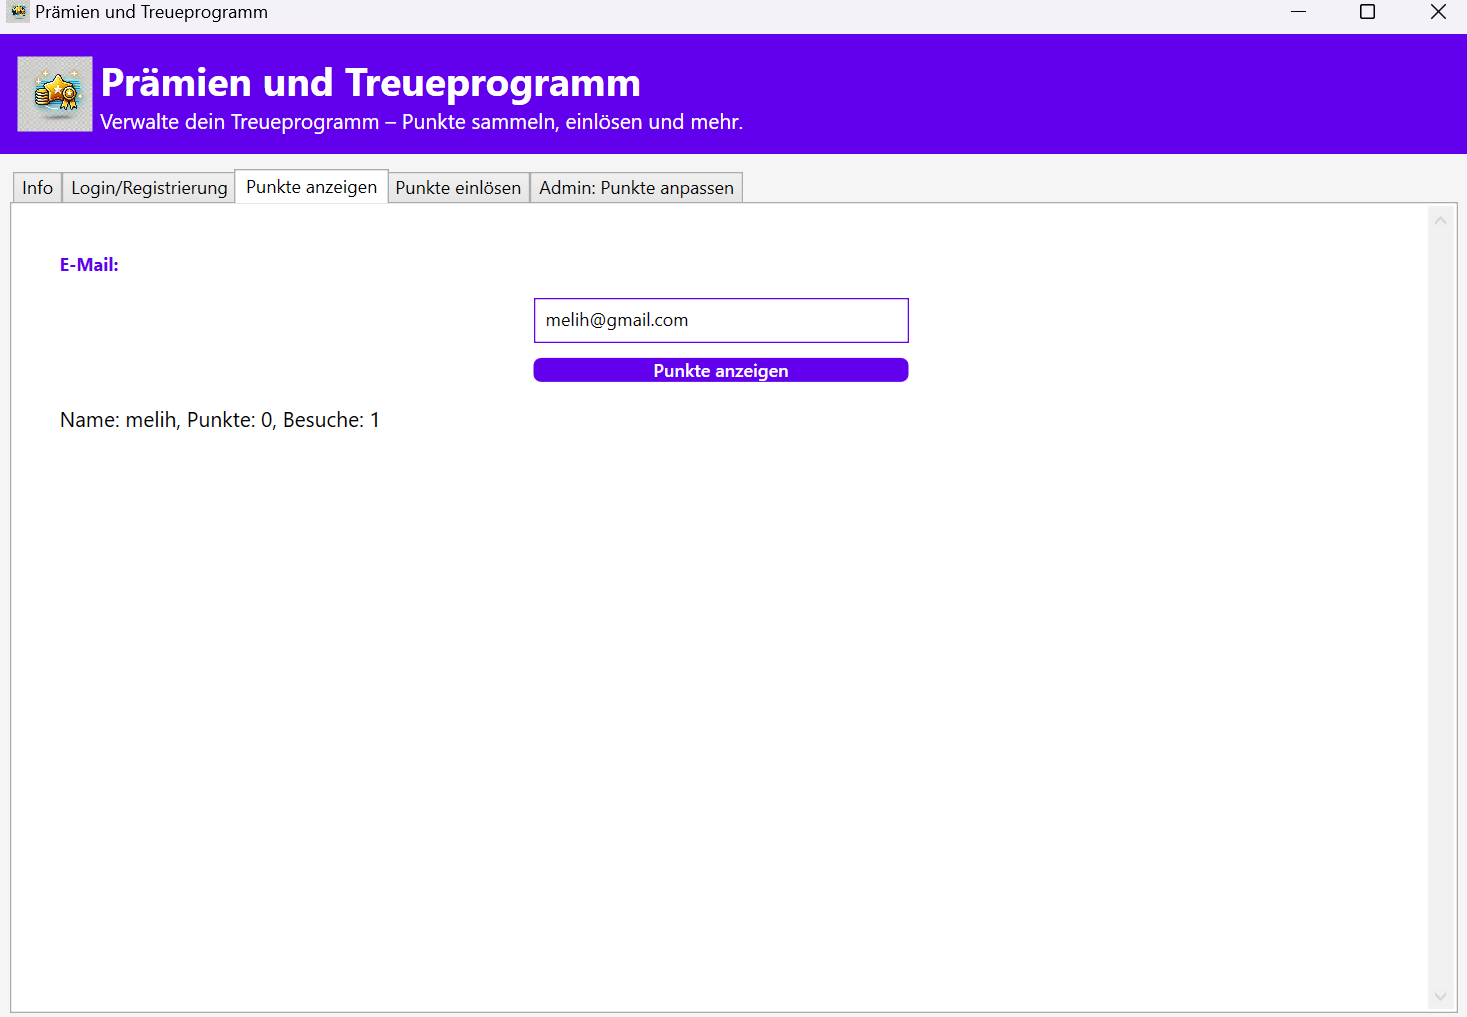 Prämien und Treueprogramm
Prämien und Treueprogramm
Verwalte dein Treueprogramm – Punkte sammeln, einlösen und mehr.
Info Login/Registrierung Punkte anzeigen Punkte einlösen Admin: Punkte anpassen
E-Mail:
melih@gmail.com
Punkte anzeigen
Name: melih, Punkte: 0, Besuche: 1